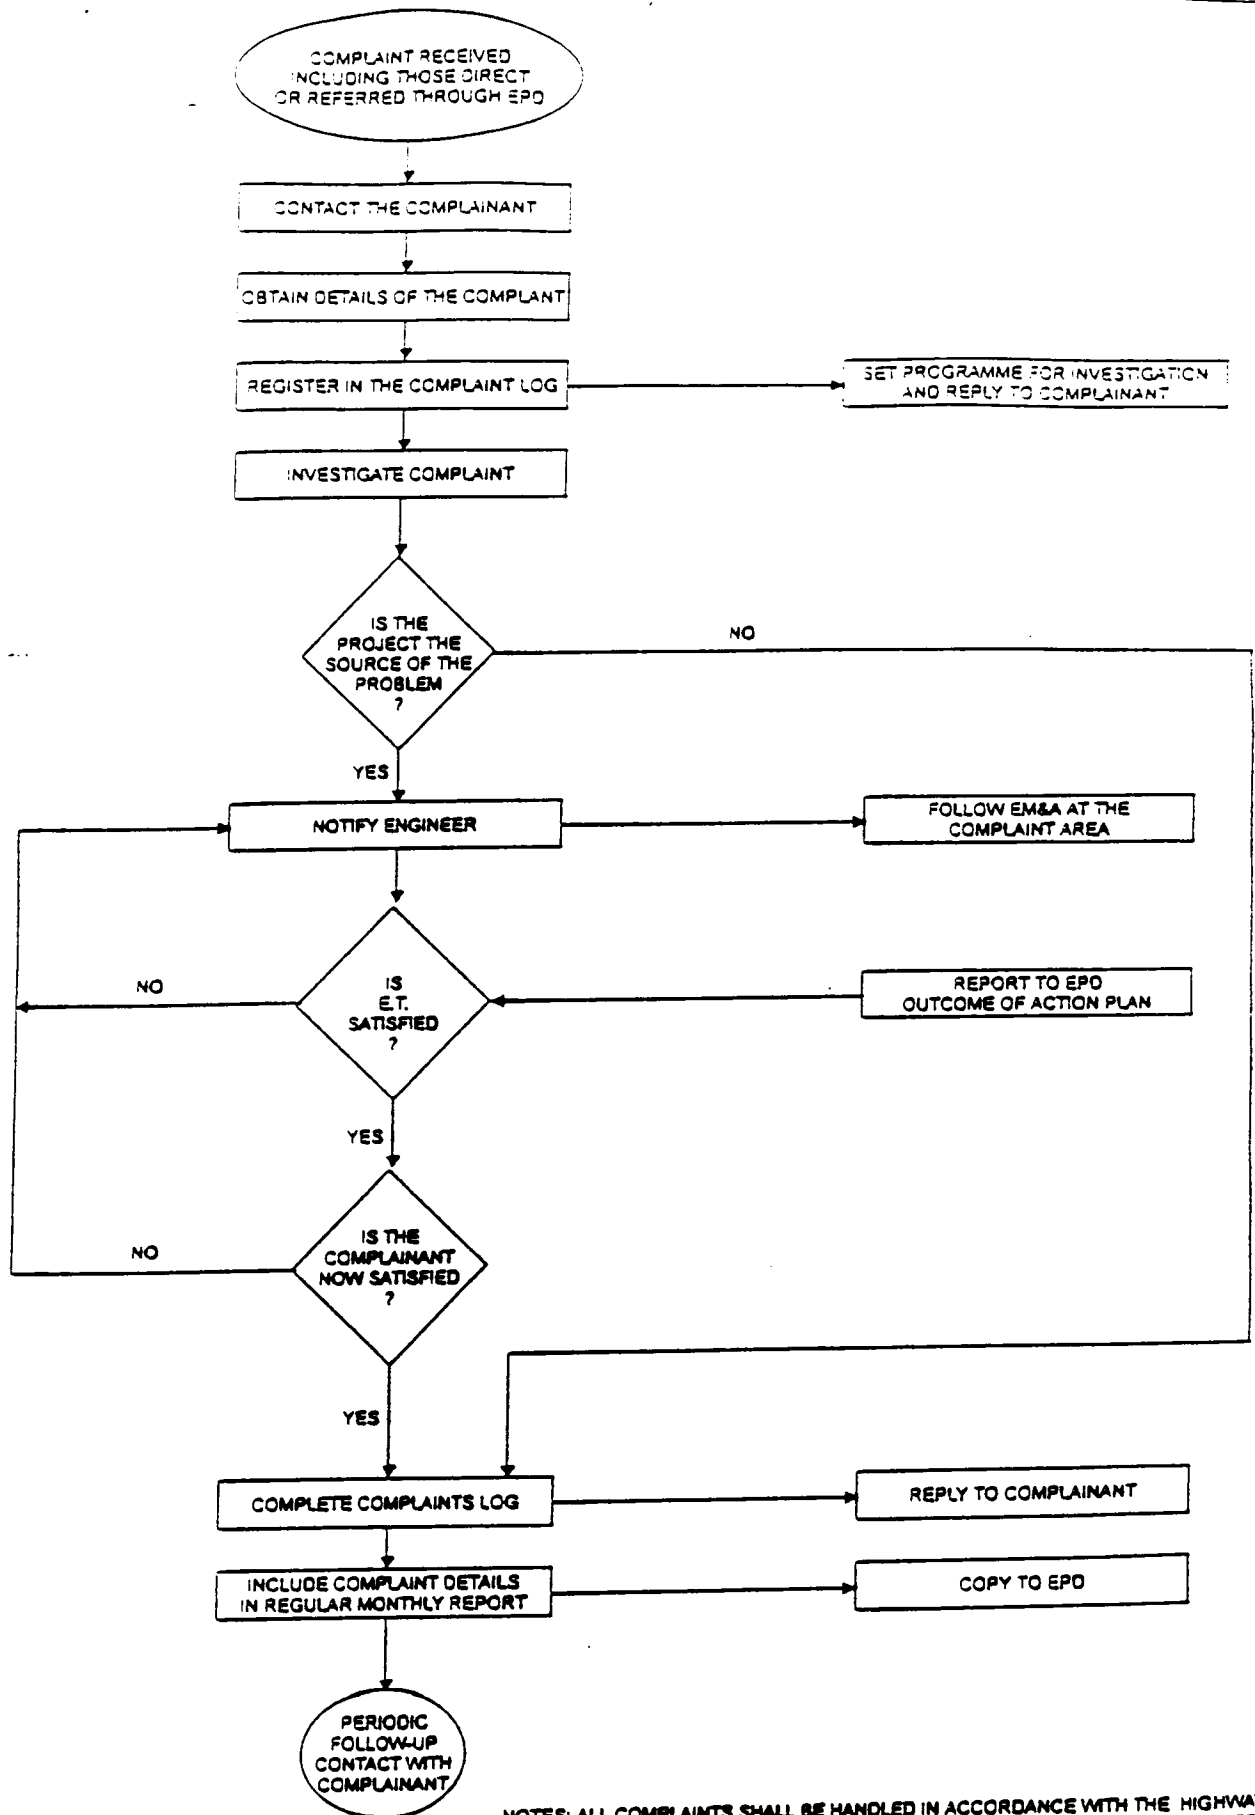 COMPLAINT RECEIVED
INCLUDING THOSE DIRECT
OR REFERRED THROUGH EPD
CONTACT THE COMPLAINANT
OBTAIN DETAILS OF THE COMPLANT
REGISTER IN THE COMPLAINT LOG
SET PROGRAMME FOR INVESTIGATION
AND REPLY TO COMPLAINANT
INVESTIGATE COMPLAINT
IS THE
PROJECT THE
SOURCE OF THE
PROBLEM
?
NO
YES
NOTIFY ENGINEER
FOLLOW EM&A AT THE
COMPLAINT AREA
NO
IS
E.T.
SATISFIED
?
REPORT TO EPD
OUTCOME OF ACTION PLAN
YES
NO
IS THE
COMPLAINANT
NOW SATISFIED
?
YES
COMPLETE COMPLAINTS LOG
REPLY TO COMPLAINANT
INCLUDE COMPLAINT DETAILS
IN REGULAR MONTHLY REPORT
COPY TO EPD
PERIODIC
FOLLOW-UP
CONTACT WITH
COMPLAINANT
NOTES: ALL COMPLAINTS SHALL BE HANDLED IN ACCORDANCE WITH THE